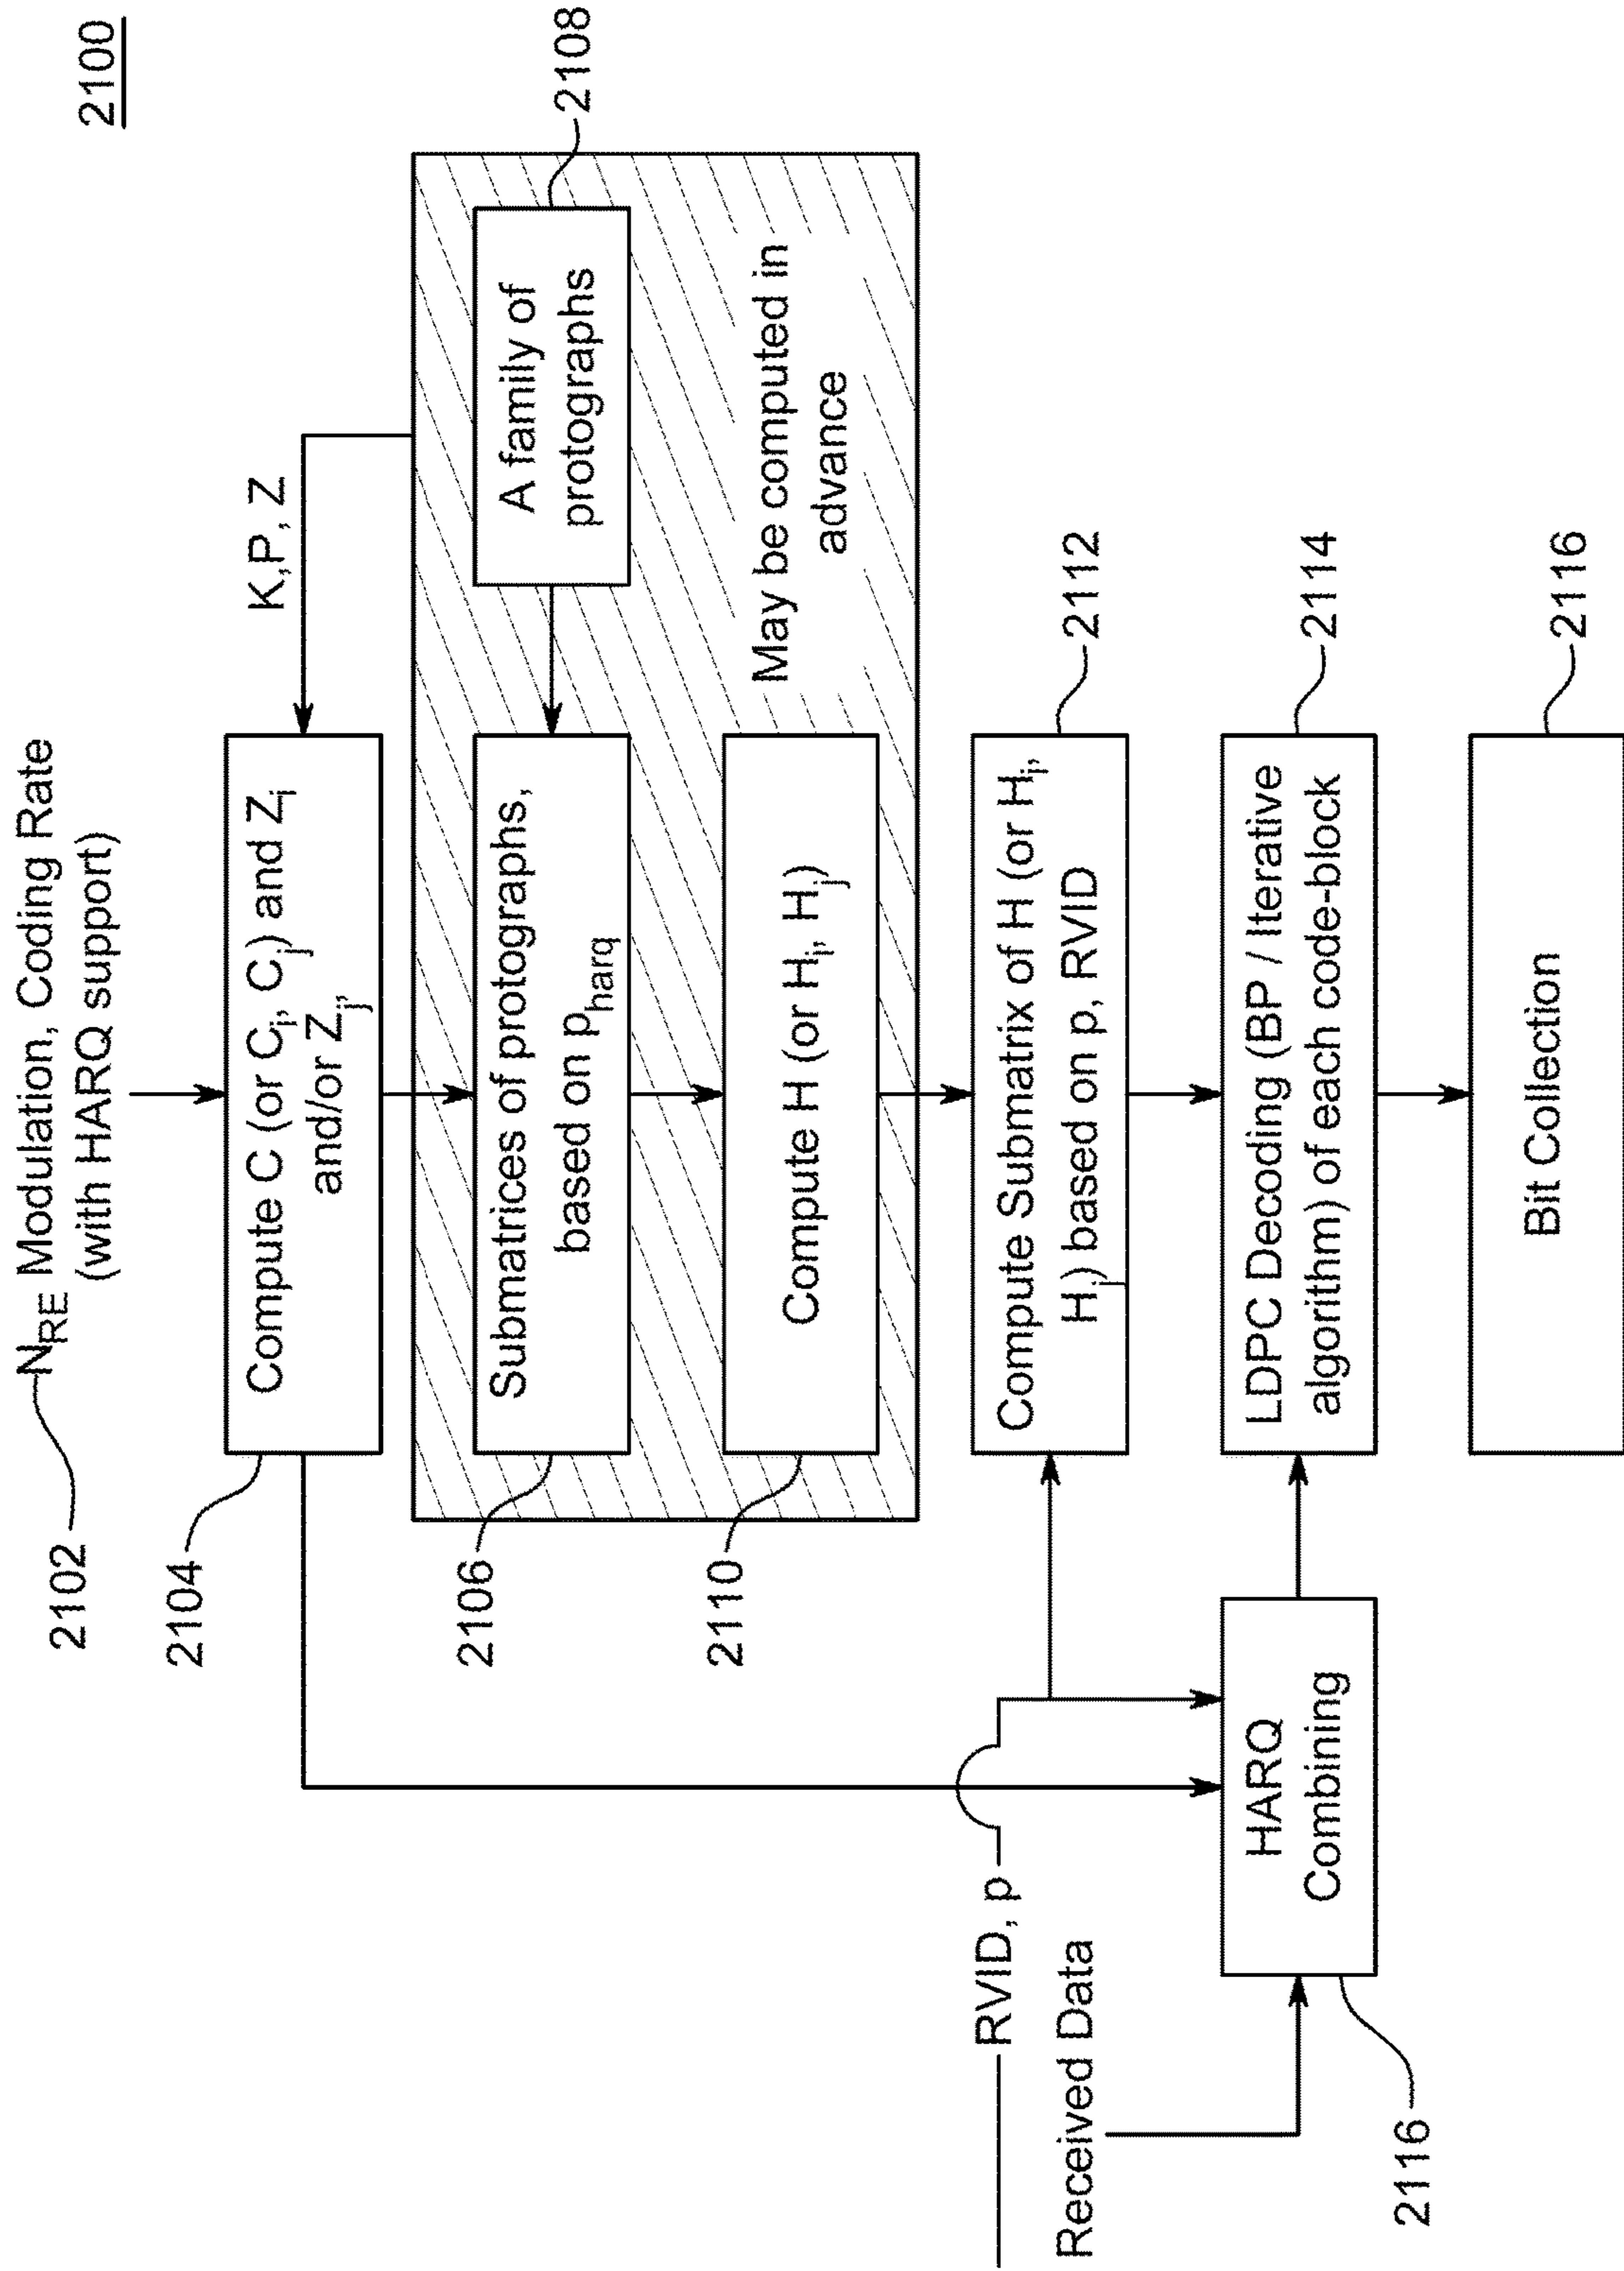 2100
2102
N_RE Modulation, Coding Rate
(with HARQ support)
2104
Compute C (or C_i, C_j) and Z_i
and/or Z_j,
K,P, Z
2106
Submatrices of protographs,
based on p_harq
A family of
protographs
2108
2110
Compute H (or H_i, H_j)
May be computed in
advance
RVID, p
Compute Submatrix of H (or H_i,
H_j) based on p, RVID
2112
Received Data
HARQ
Combining
2116
LDPC Decoding (BP / Iterative
algorithm) of each code-block
2114
Bit Collection
2116